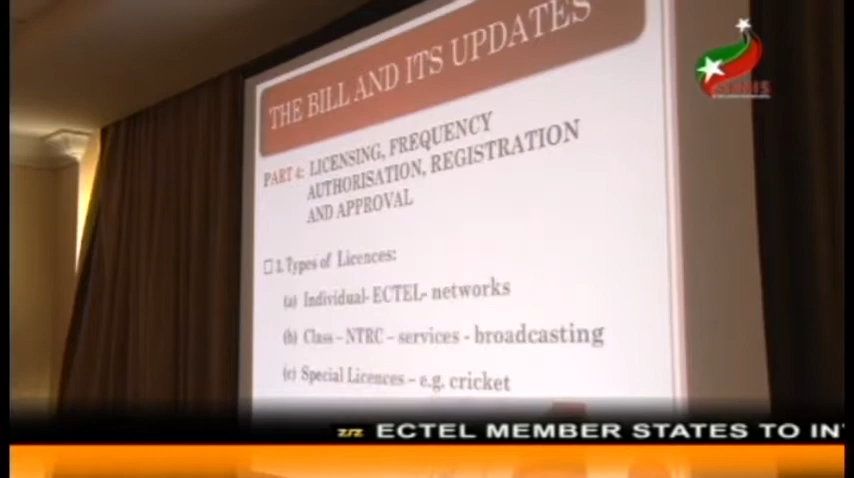 THE BILL AND ITS UPDATES
PART 4: LICENSING, FREQUENCY
AUTHORISATION, REGISTRATION
AND APPROVAL
1. Types of Licences:
(a) Individual- ECTEL- networks
(b) Class – NTRC – services - broadcasting
(c) Special Licences – e.g. cricket
ZIZ ECTEL MEMBER STATES TO IN